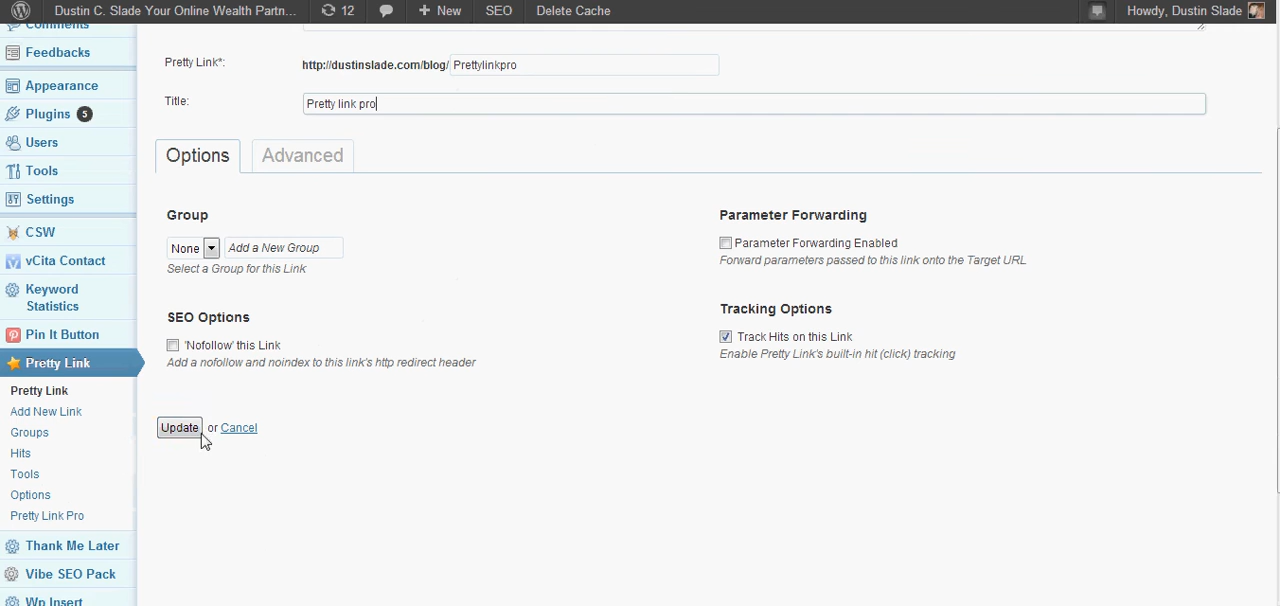 Dustin C. Slade Your Online Wealth Partn... 12 + New SEO Delete Cache Howdy, Dustin Slade
Comments
Feedbacks
Appearance
Plugins 5
Users
Tools
Settings
CSW
vCita Contact
Keyword
Statistics
Pin It Button
Pretty Link
Pretty Link
Add New Link
Groups
Hits
Tools
Options
Pretty Link Pro
Thank Me Later
Vibe SEO Pack
Wp Insert
Pretty Link*: http://dustinslade.com/blog/ Prettylinkpro
Title: Pretty link pro
Options Advanced
Group
None Add a New Group
Select a Group for this Link
SEO Options
'Nofollow' this Link
Add a nofollow and noindex to this link's http redirect header
Parameter Forwarding
Parameter Forwarding Enabled
Forward parameters passed to this link onto the Target URL
Tracking Options
Track Hits on this Link
Enable Pretty Link's built-in hit (click) tracking
Update or Cancel